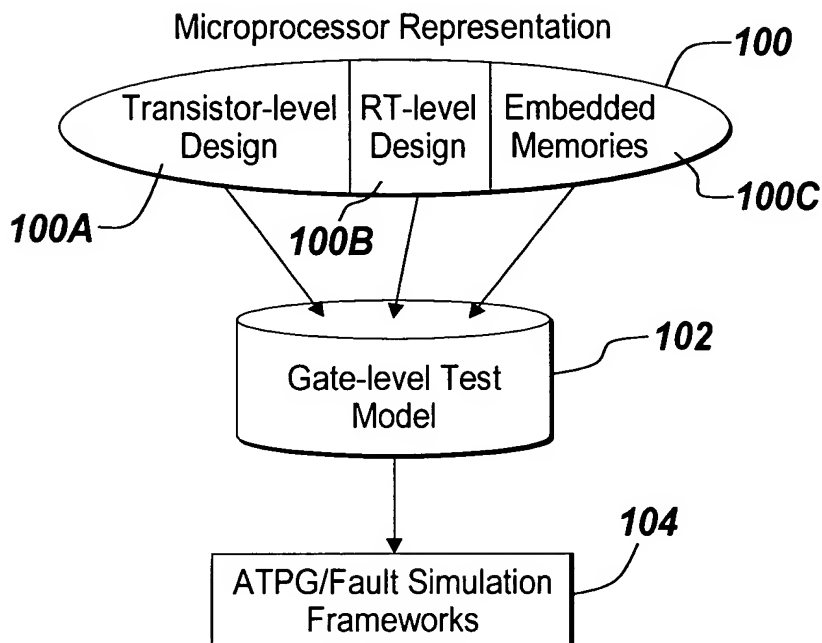 Microprocessor Representation
100
Transistor-level Design
RT-level Design
Embedded Memories
100A
100B
100C
102
Gate-level Test Model
104
ATPG/Fault Simulation Frameworks